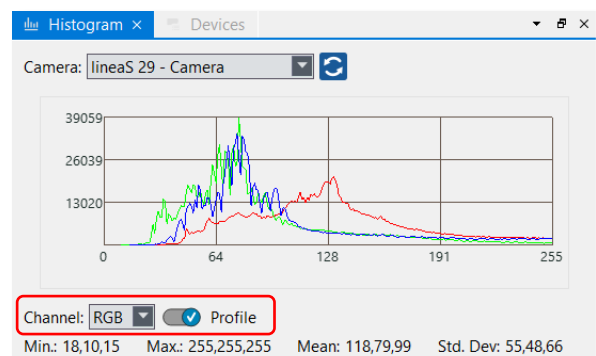 Histogram × Devices
Camera: lineaS 29 - Camera
39059
26039
13020
0 64 128 191 255
Channel: RGB Profile
Min.: 18,10,15 Max.: 255,255,255 Mean: 118,79,99 Std. Dev: 55,48,66